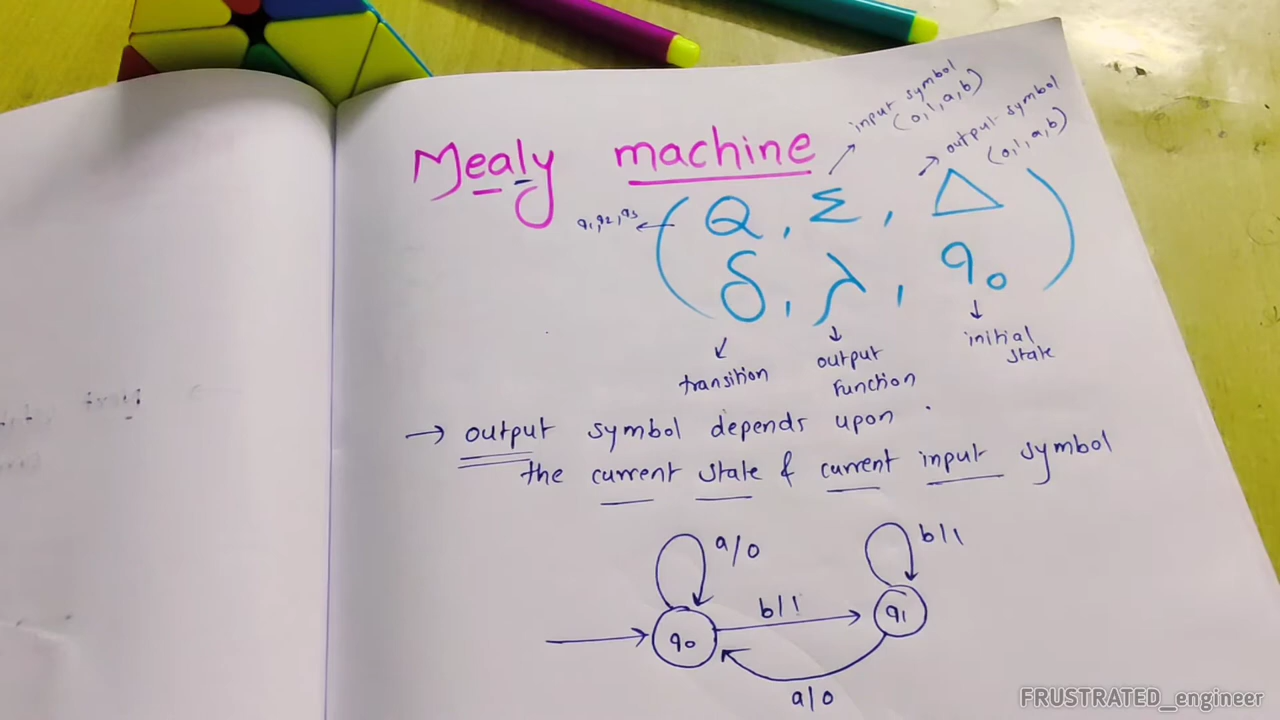 Mealy machine
input symbol
(0,1,a,b)
output symbol
(0,1,a,b)
q1,q2,q3
(Q, Σ, Δ
δ, λ, q0)
transition
output function
initial state
→ output symbol depends upon
the current state & current input symbol
a/0
b/1
b/1
q0
q1
a/0
FRUSTRATED_engineer